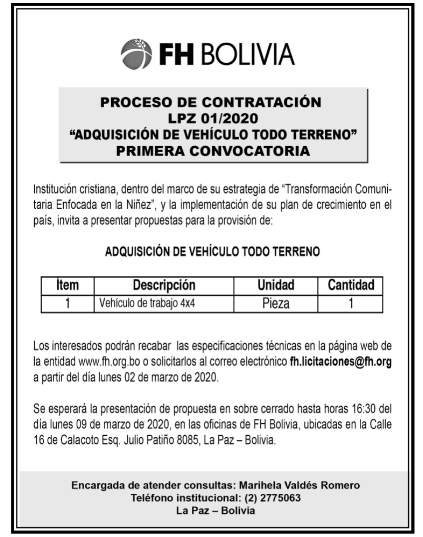 FH BOLIVIA
PROCESO DE CONTRATACIÓN
LPZ 01/2020
“ADQUISICIÓN DE VEHÍCULO TODO TERRENO”
PRIMERA CONVOCATORIA
Institución cristiana, dentro del marco de su estrategia de “Transformación Comuni-
taria Enfocada en la Niñez”, y la implementación de su plan de crecimiento en el
país, invita a presentar propuestas para la provisión de:
ADQUISICIÓN DE VEHÍCULO TODO TERRENO
Ítem Descripción Unidad Cantidad
1 Vehículo de trabajo 4x4 Pieza 1
Los interesados podrán recabar las especificaciones técnicas en la página web de
la entidad www.fh.org.bo o solicitarlos al correo electrónico fh.licitaciones@fh.org
a partir del día lunes 02 de marzo de 2020.
Se esperará la presentación de propuesta en sobre cerrado hasta horas 16:30 del
día lunes 09 de marzo de 2020, en las oficinas de FH Bolivia, ubicadas en la Calle
16 de Calacoto Esq. Julio Patiño 8085, La Paz – Bolivia.
Encargada de atender consultas: Marihela Valdés Romero
Teléfono institucional: (2) 2775063
La Paz – Bolivia